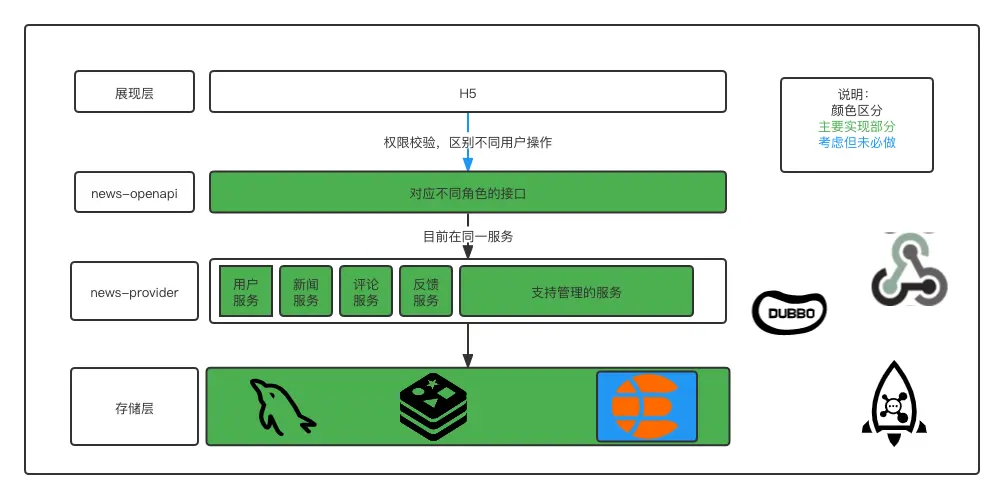 展现层
H5
说明：
颜色区分
主要实现部分
考虑但未必做
权限校验，区别不同用户操作
news-openapi
对应不同角色的接口
目前在同一服务
news-provider
用户
服务
新闻
服务
评论
服务
反馈
服务
支持管理的服务
DUBBO
存储层